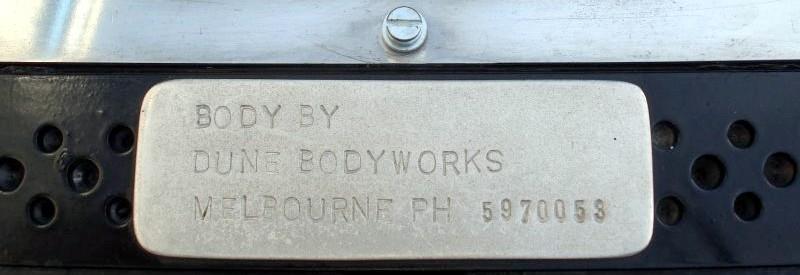 BODY BY
DUNE BODYWORKS
MELBOURNE PH 5970053